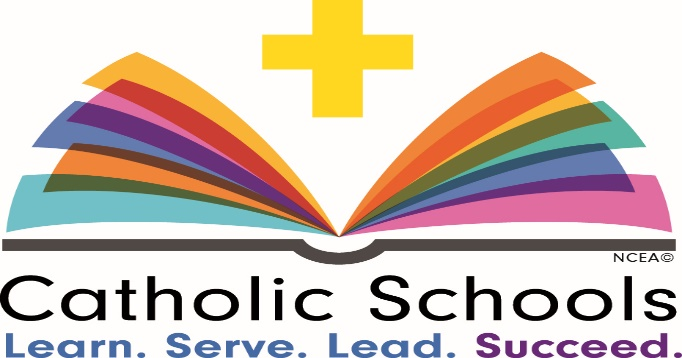 NCEA©
Catholic Schools
Learn. Serve. Lead. Succeed.